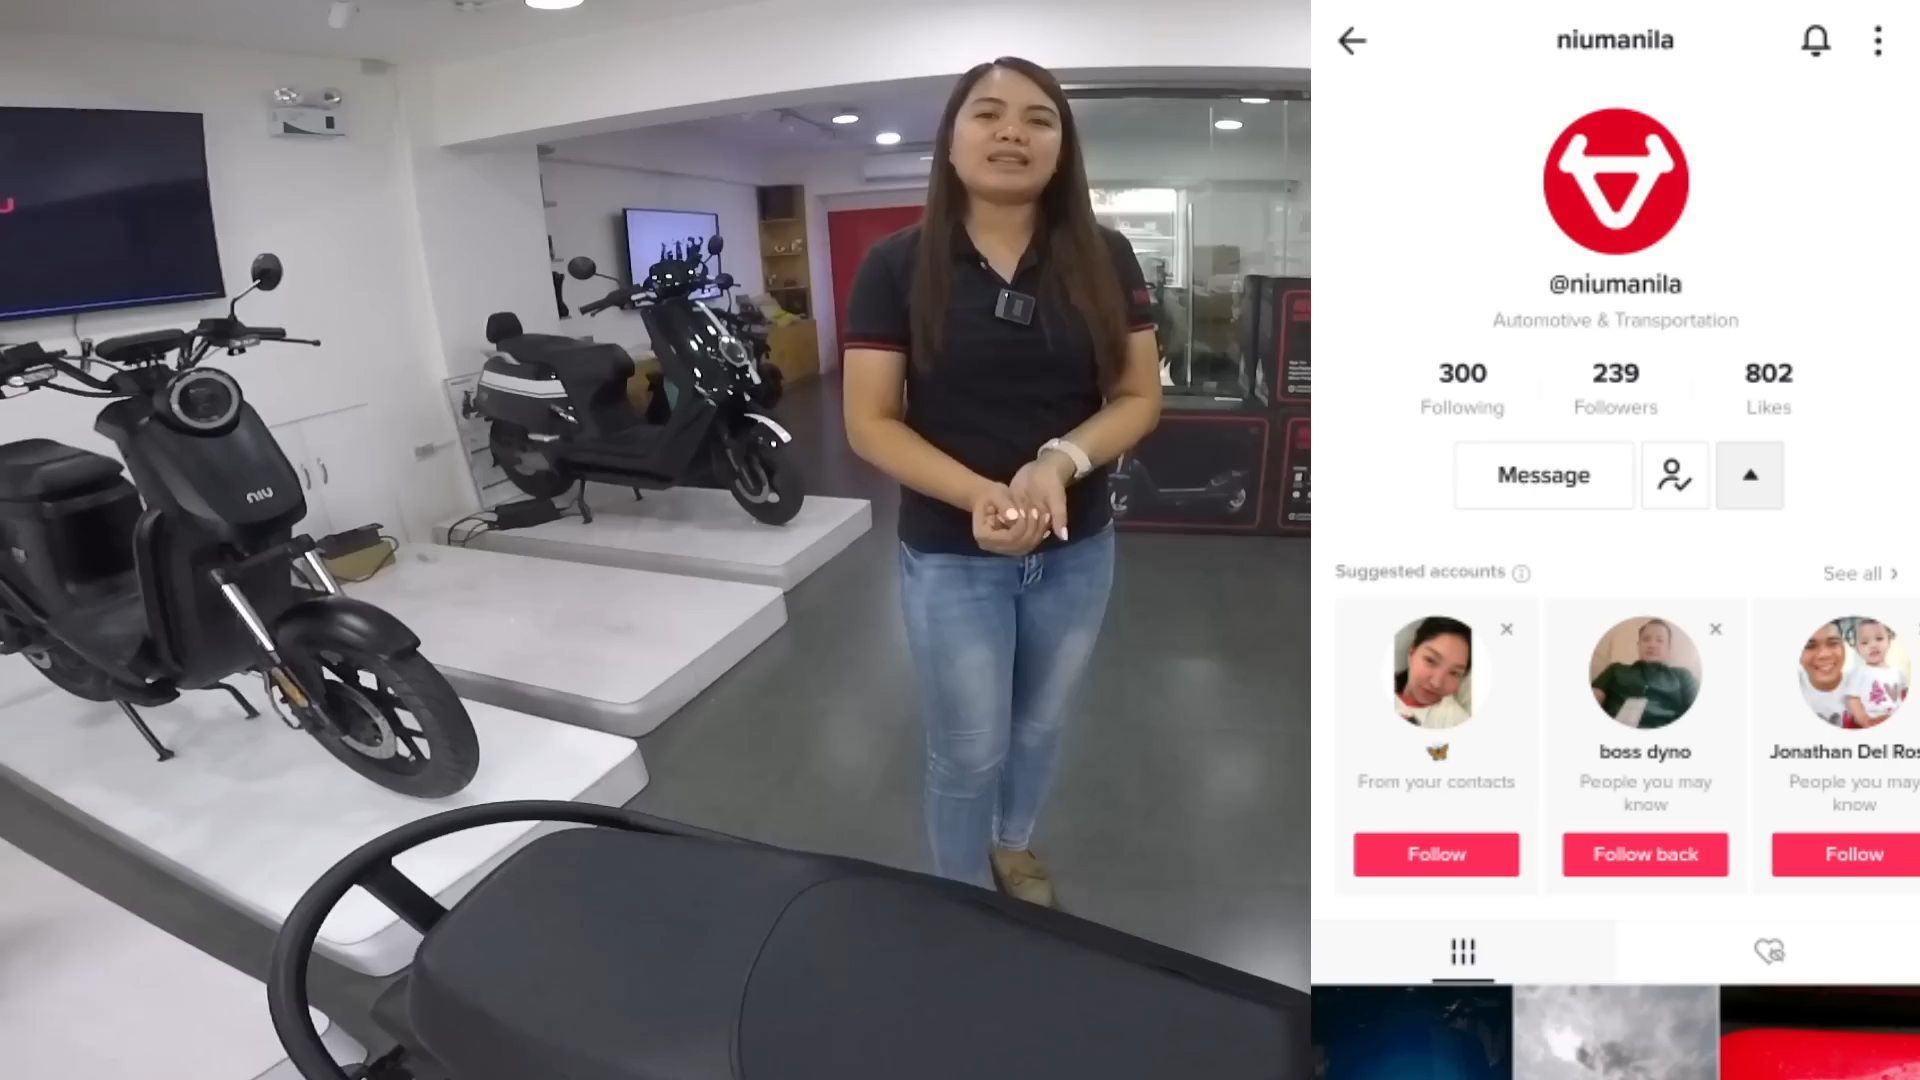 niu
niumanila
@niumanila
Automotive & Transportation
300
Following
239
Followers
802
Likes
Message
Suggested accounts
See all >
From your contacts
Follow
boss dyno
People you may
know
Follow back
Jonathan Del Ros
People you may
know
Follow